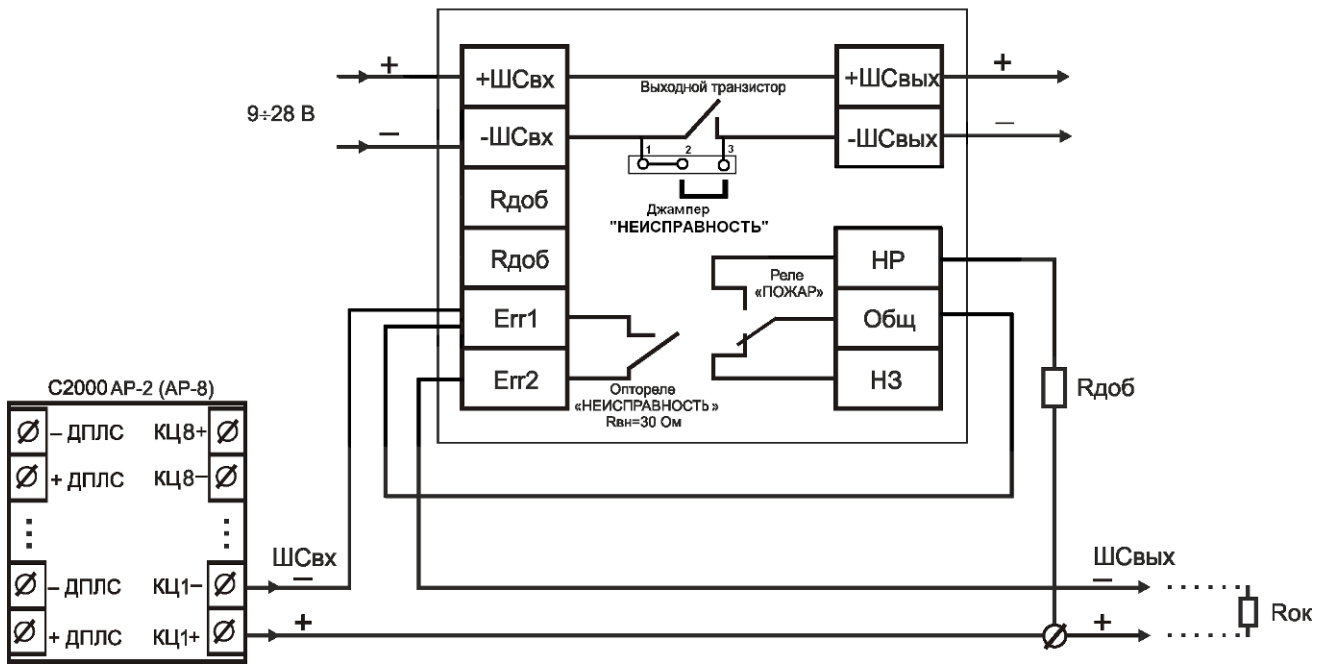 9÷28 В
+
−
+ШСвх
-ШСвх
Rдоб
Rдоб
Err1
Err2
Выходной транзистор
1 2 3
Джампер
"НЕИСПРАВНОСТЬ"
+ШСвых
-ШСвых
+
−
Реле
«ПОЖАР»
НР
Общ
НЗ
Оптореле
«НЕИСПРАВНОСТЬ»
Rвн=30 Ом
Rдоб
С2000 АР-2 (АР-8)
− ДПЛС КЦ8+
+ ДПЛС КЦ8−
− ДПЛС КЦ1−
+ ДПЛС КЦ1+
ШСвх
−
+
ШСвых
−
+
Rок